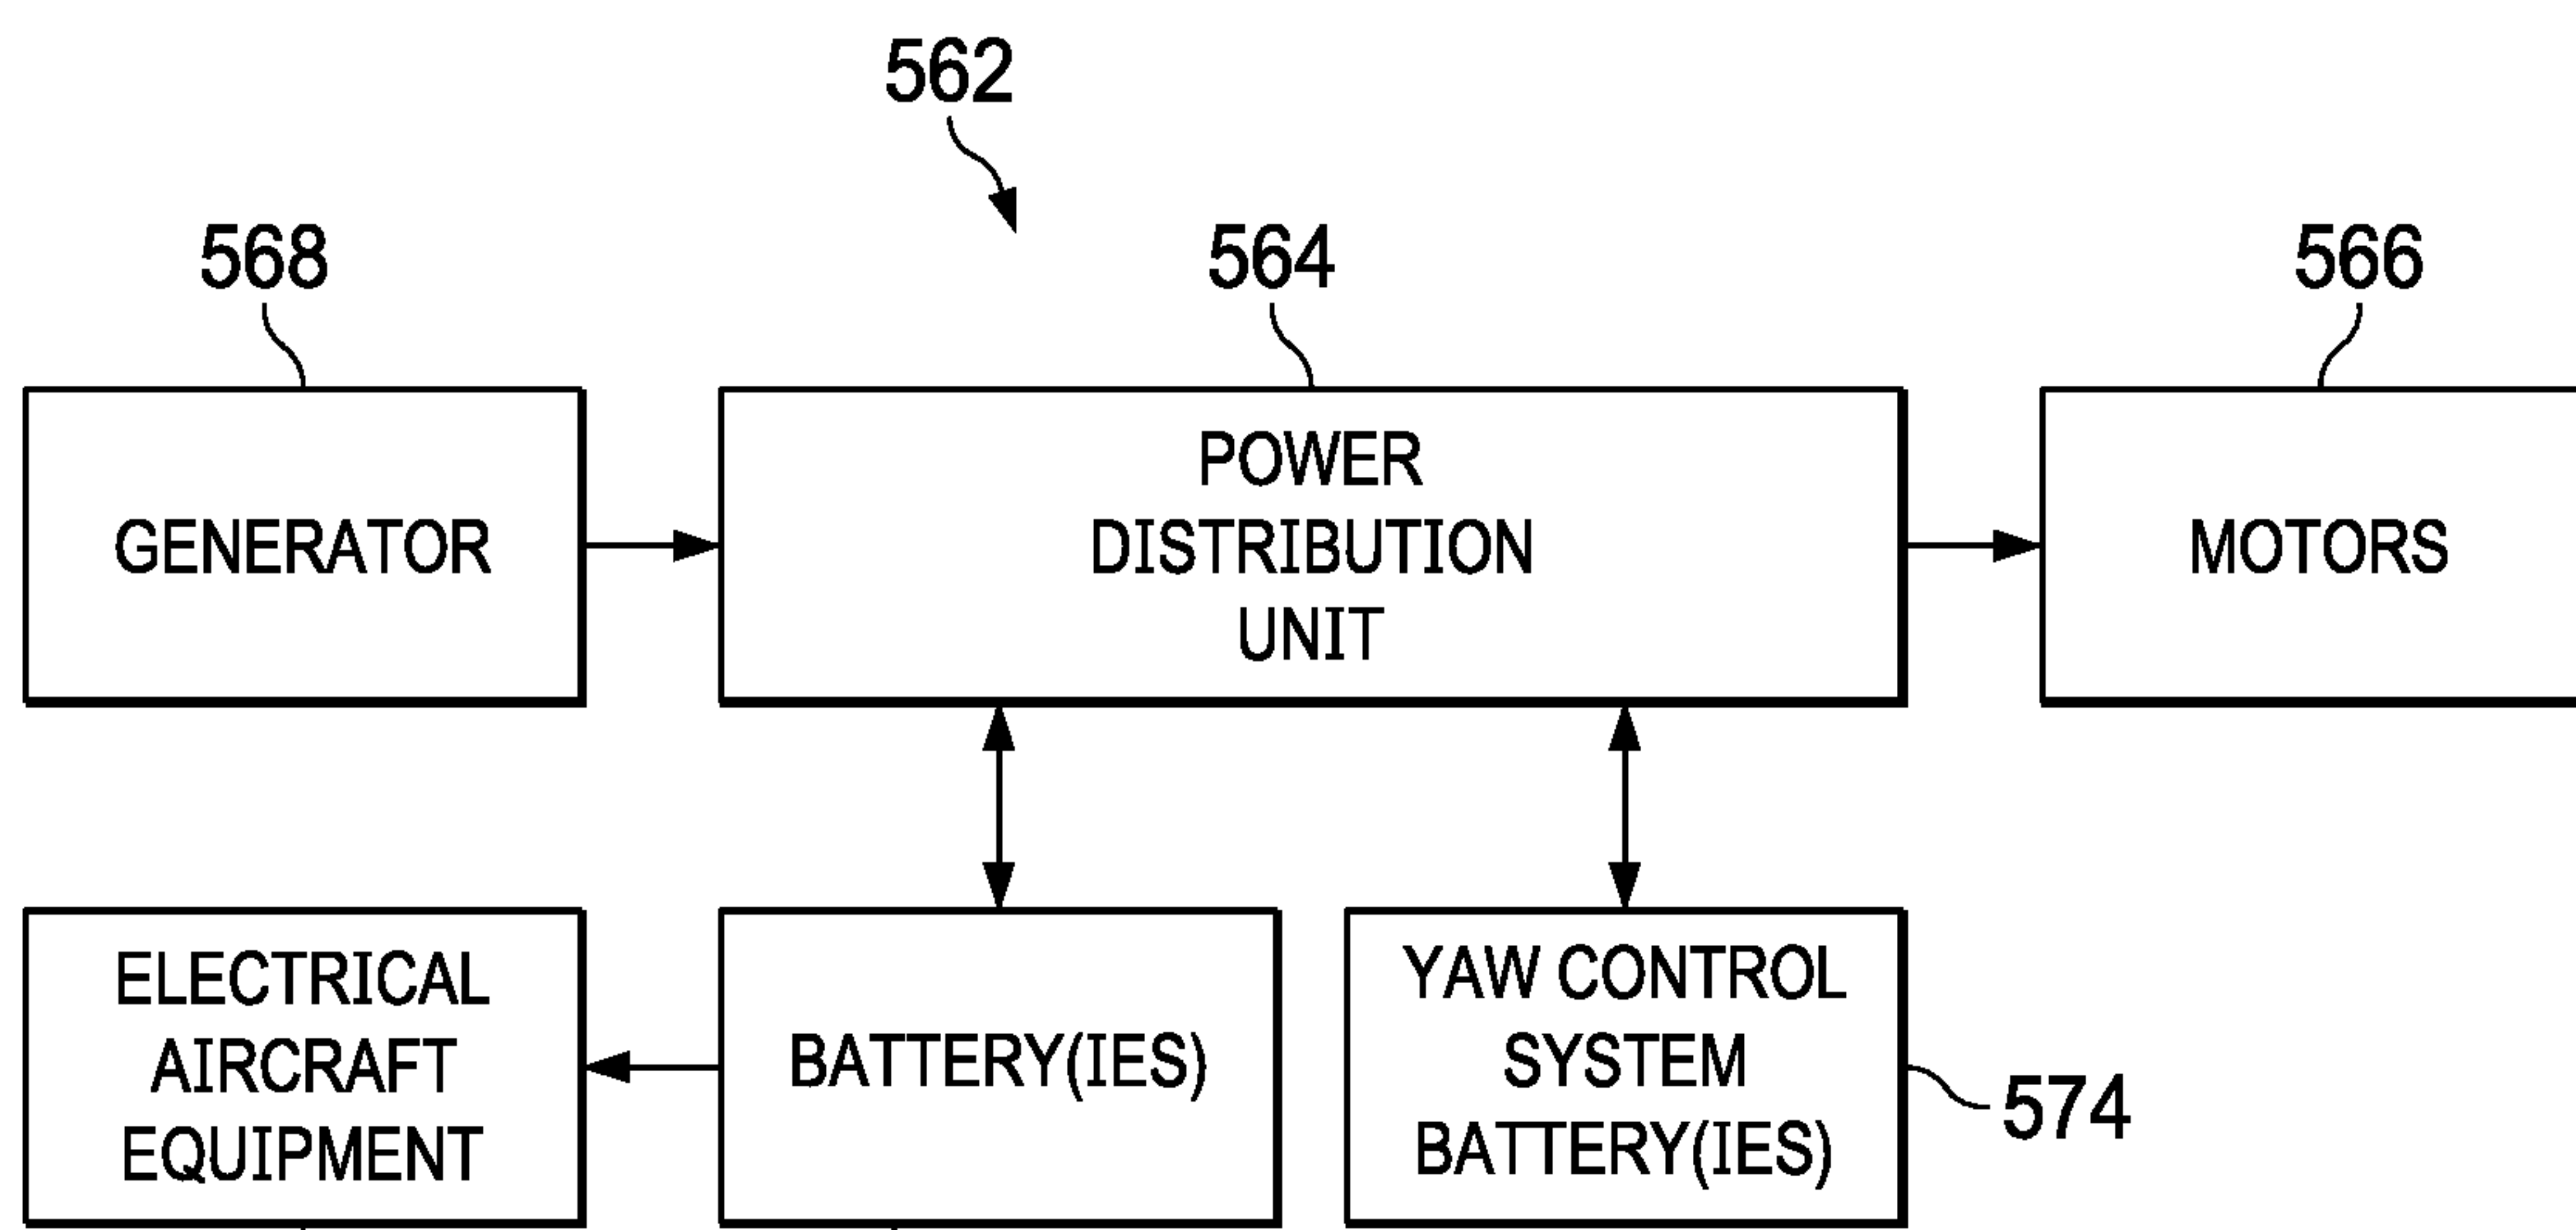 562
568
564
566
GENERATOR
POWER
DISTRIBUTION
UNIT
MOTORS
ELECTRICAL
AIRCRAFT
EQUIPMENT
BATTERY(IES)
YAW CONTROL
SYSTEM
BATTERY(IES)
574